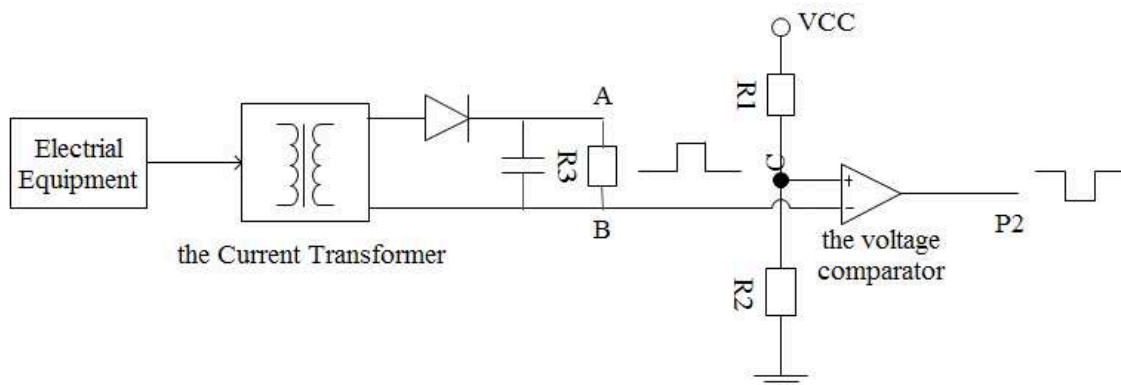 VCC
R1
A
Electrial
Equipment
R3
C
B
+
−
P2
the Current Transformer
the voltage
comparator
R2